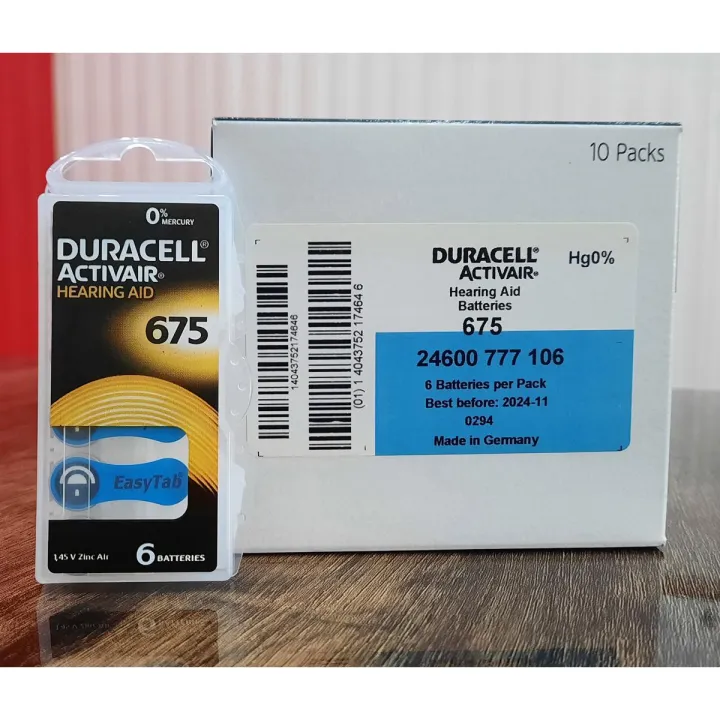 0% MERCURY
DURACELL®
ACTIVAIR®
HEARING AID
675
EasyTab®
1,45 V Zinc Air
6 BATTERIES
10 Packs
14043752174646
(01) 1 4043752 17464 6
DURACELL®
ACTIVAIR®
Hg0%
Hearing Aid
Batteries
675
24600 777 106
6 Batteries per Pack
Best before: 2024-11
0294
Made in Germany